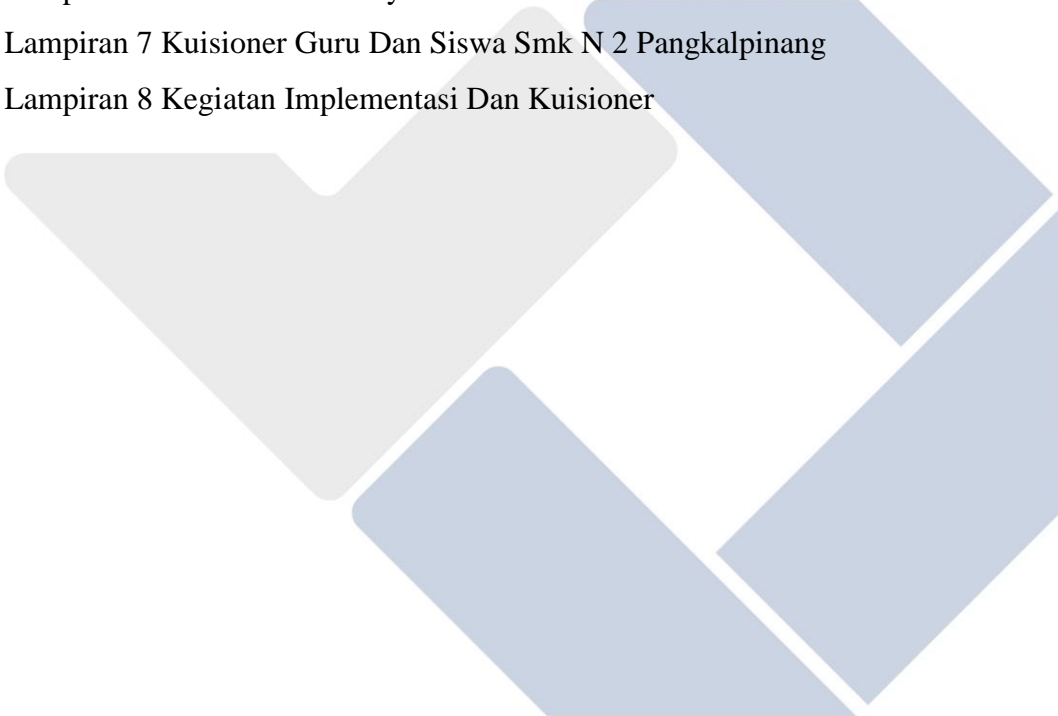 Lampiran 7 Kuisioner Guru Dan Siswa Smk N 2 Pangkalpinang
Lampiran 8 Kegiatan Implementasi Dan Kuisioner